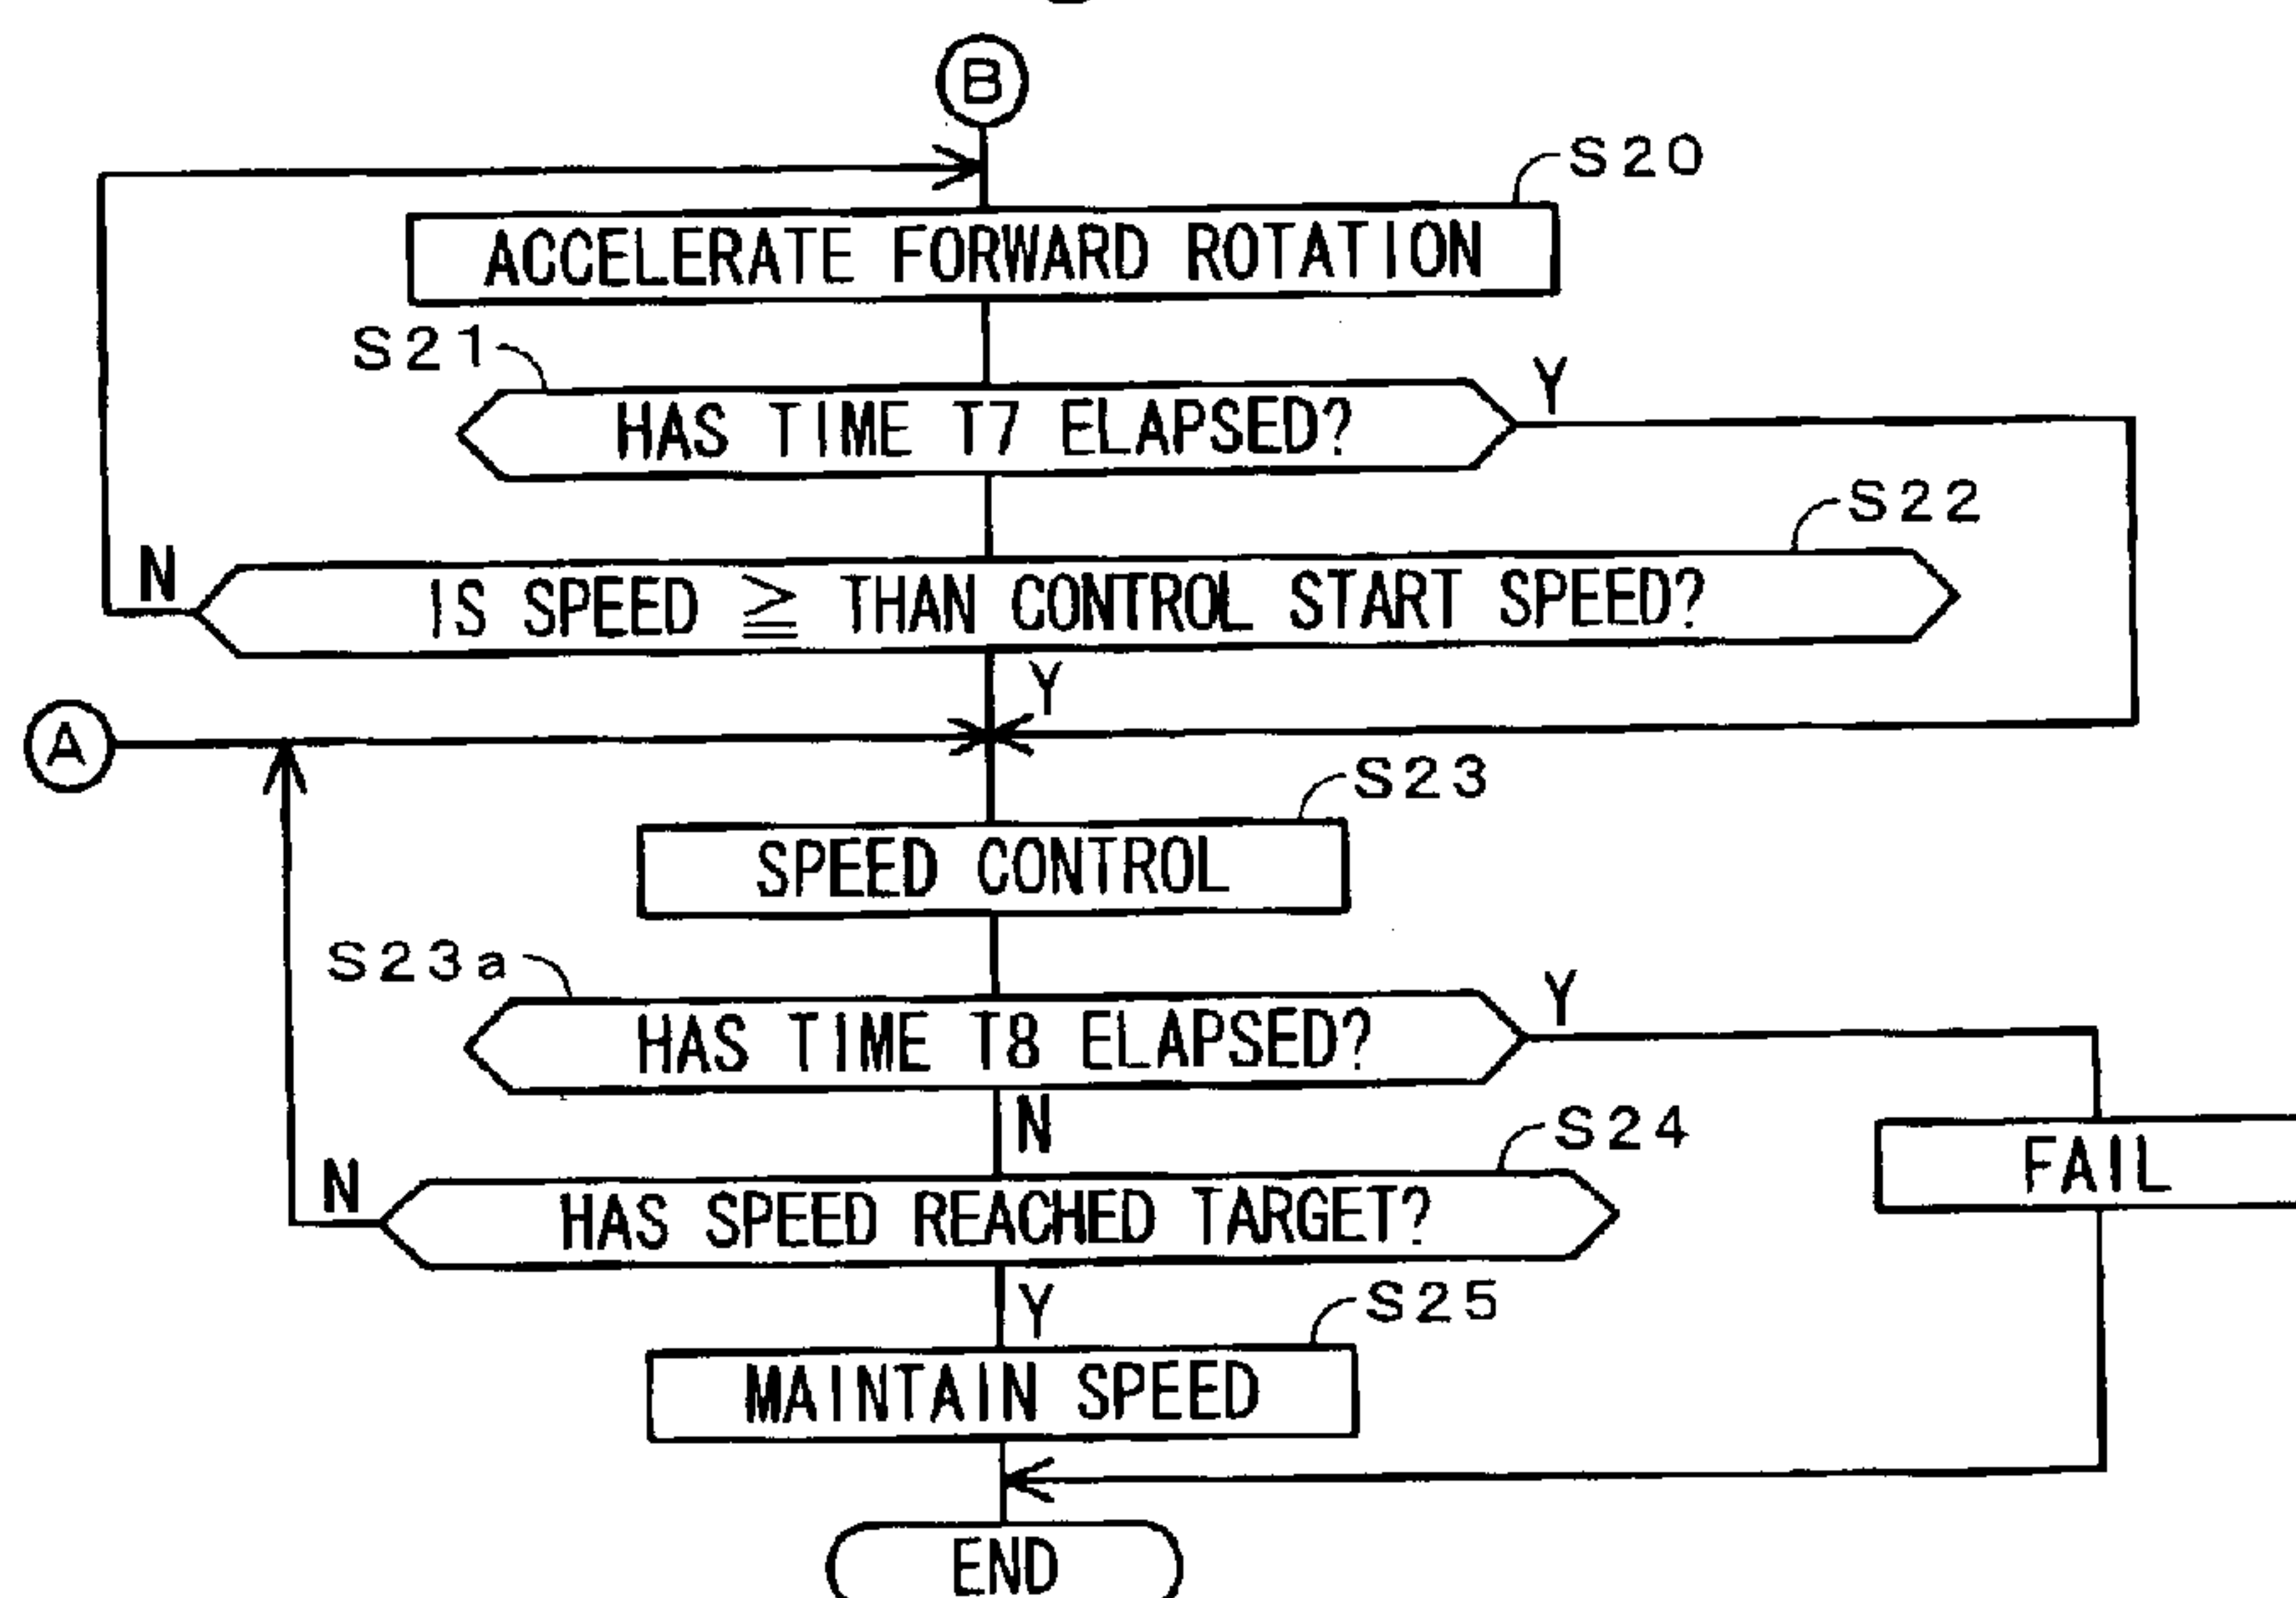 B
S20
ACCELERATE FORWARD ROTATION
S21
Y
HAS TIME T7 ELAPSED?
S22
N
IS SPEED ≧ THAN CONTROL START SPEED?
Y
A
S23
SPEED CONTROL
S23a
Y
HAS TIME T8 ELAPSED?
N
S24
FAIL
N
HAS SPEED REACHED TARGET?
Y
S25
MAINTAIN SPEED
END